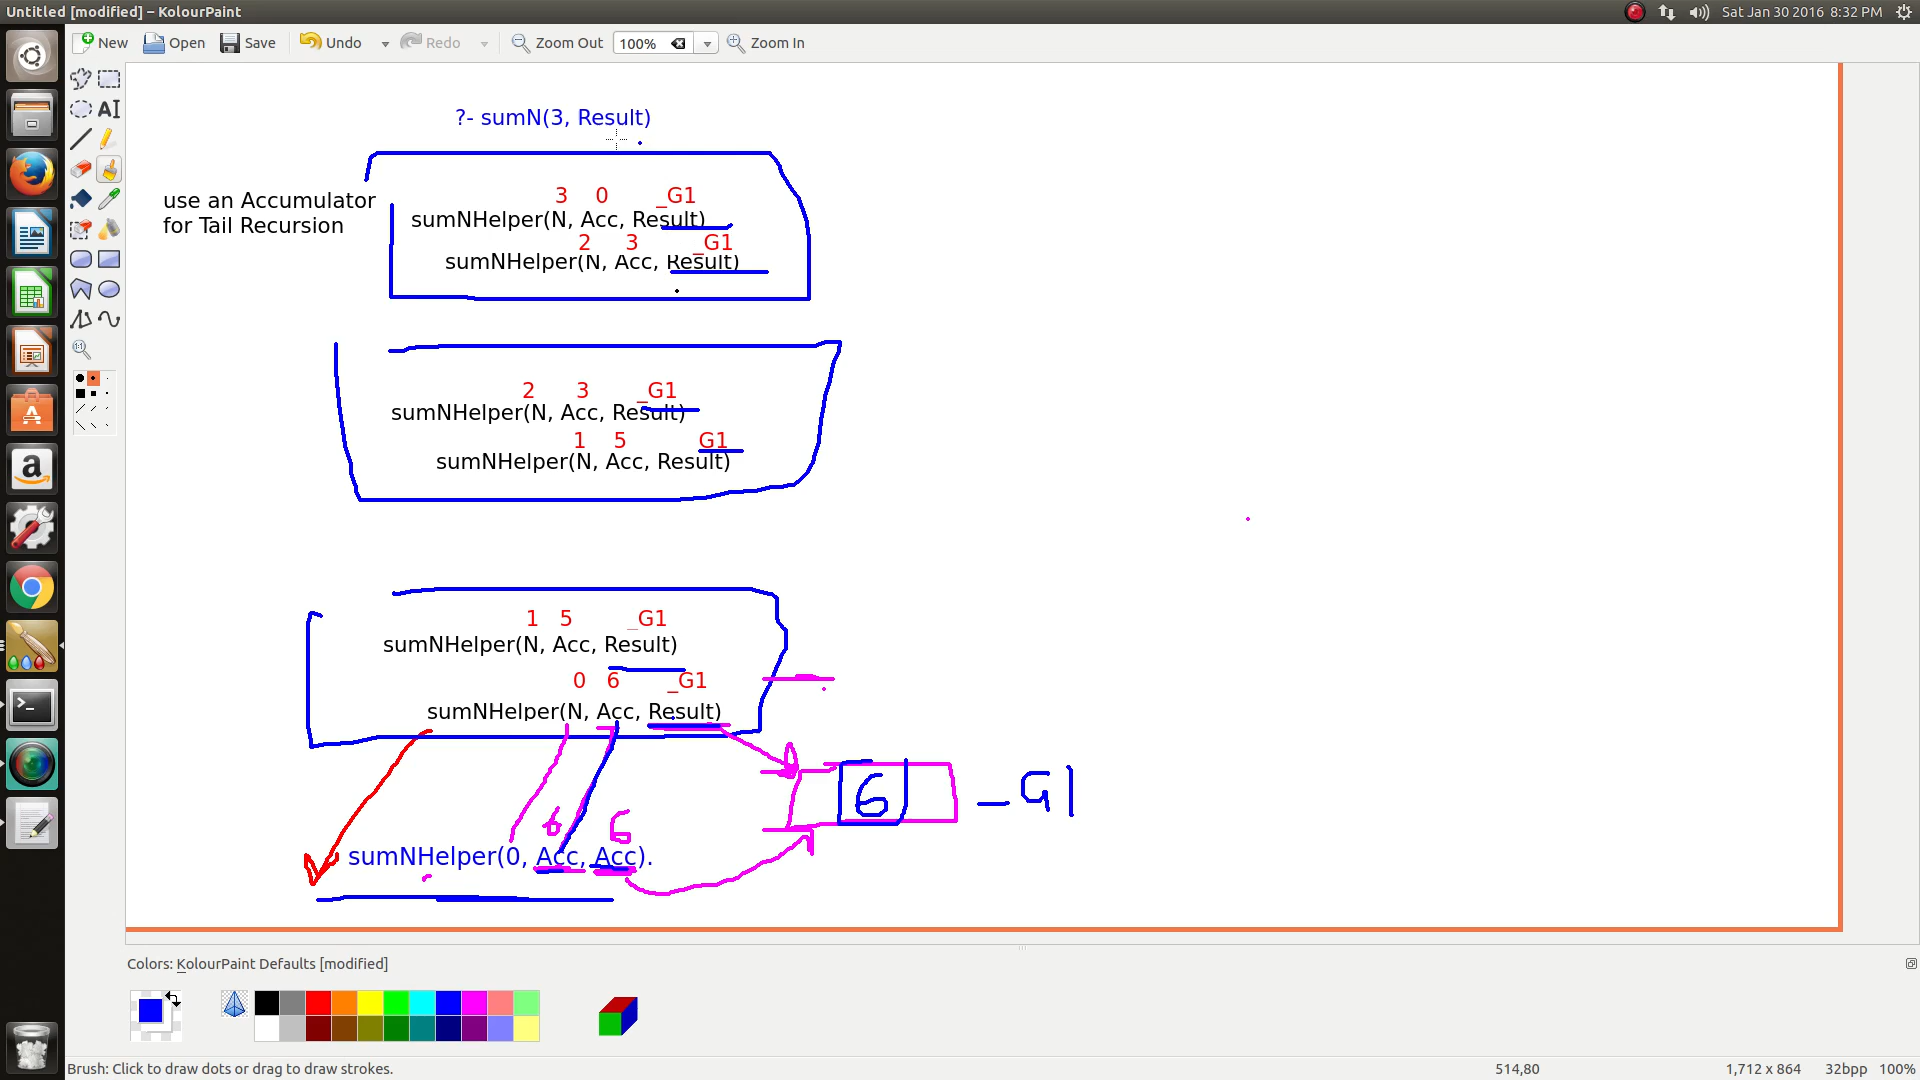 Untitled [modified] – KolourPaint
Sat Jan 30 2016 8:32 PM
New Open Save Undo Redo Zoom Out 100% Zoom In
?- sumN(3, Result)
use an Accumulator
for Tail Recursion
3 0 _G1
sumNHelper(N, Acc, Result)
2 3 _G1
sumNHelper(N, Acc, Result)
2 3 _G1
sumNHelper(N, Acc, Result)
1 5 G1
sumNHelper(N, Acc, Result)
1 5 _G1
sumNHelper(N, Acc, Result)
0 6 _G1
sumNHelper(N, Acc, Result)
6 _G1
6 6
sumNHelper(0, Acc, Acc).
Colors: KolourPaint Defaults [modified]
Brush: Click to draw dots or drag to draw strokes.
514,80 1,712 x 864 32bpp 100%